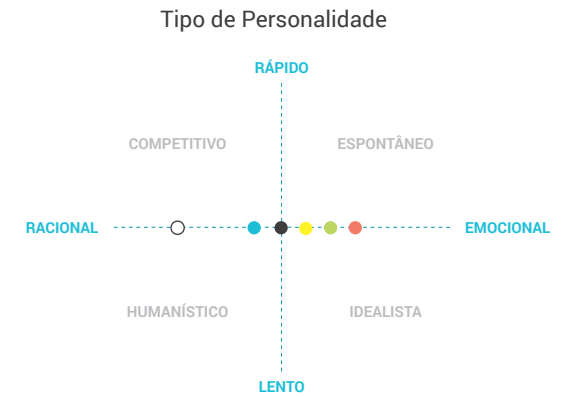 Tipo de Personalidade
RÁPIDO
COMPETITIVO
ESPONTÂNEO
RACIONAL
EMOCIONAL
HUMANÍSTICO
IDEALISTA
LENTO